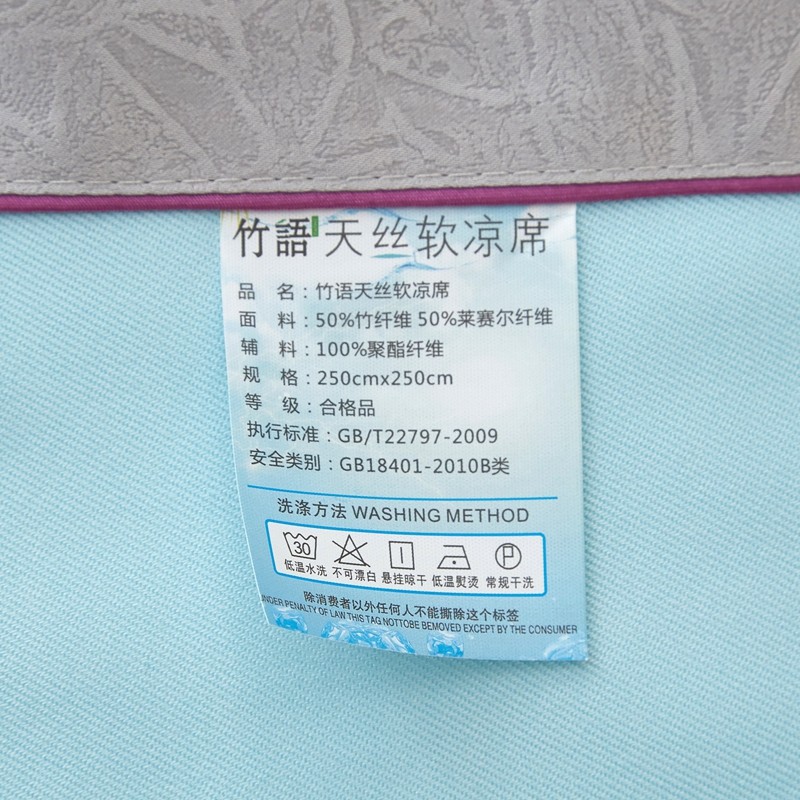 竹語 天丝软凉席
品 名：竹语天丝软凉席
面 料：50%竹纤维 50%莱赛尔纤维
辅 料：100%聚酯纤维
规 格：250cmx250cm
等 级：合格品
执行标准：GB/T22797-2009
安全类别：GB18401-2010B类
洗涤方法 WASHING METHOD
30 P
低温水洗 不可漂白 悬挂晾干 低温熨烫 常规干洗
除消费者以外任何人不能撕除这个标签
UNDER PENALTY OF LAW THIS TAG NOTTOBE BEMOVED EXCEPT BY THE CONSUMER